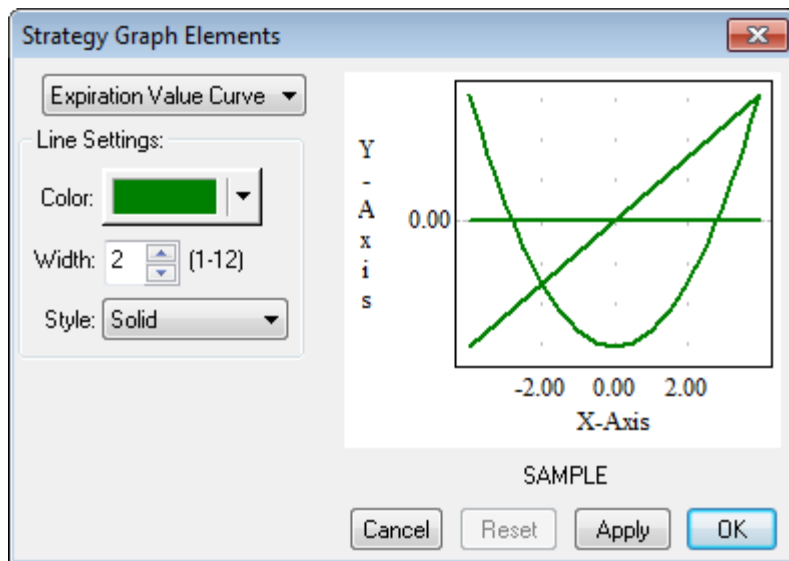 Strategy Graph Elements
Expiration Value Curve
Line Settings:
Color:
Width: 2 (1-12)
Style: Solid
Y-Axis
0.00
-2.00 0.00 2.00
X-Axis
SAMPLE
Cancel Reset Apply OK